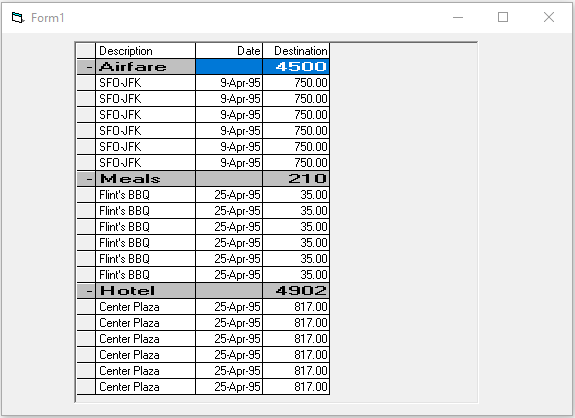 Form1
Description Date Destination
- Airfare 4500
SFO-JFK 9-Apr-95 750.00
SFO-JFK 9-Apr-95 750.00
SFO-JFK 9-Apr-95 750.00
SFO-JFK 9-Apr-95 750.00
SFO-JFK 9-Apr-95 750.00
SFO-JFK 9-Apr-95 750.00
- Meals 210
Flint's BBQ 25-Apr-95 35.00
Flint's BBQ 25-Apr-95 35.00
Flint's BBQ 25-Apr-95 35.00
Flint's BBQ 25-Apr-95 35.00
Flint's BBQ 25-Apr-95 35.00
Flint's BBQ 25-Apr-95 35.00
- Hotel 4902
Center Plaza 25-Apr-95 817.00
Center Plaza 25-Apr-95 817.00
Center Plaza 25-Apr-95 817.00
Center Plaza 25-Apr-95 817.00
Center Plaza 25-Apr-95 817.00
Center Plaza 25-Apr-95 817.00